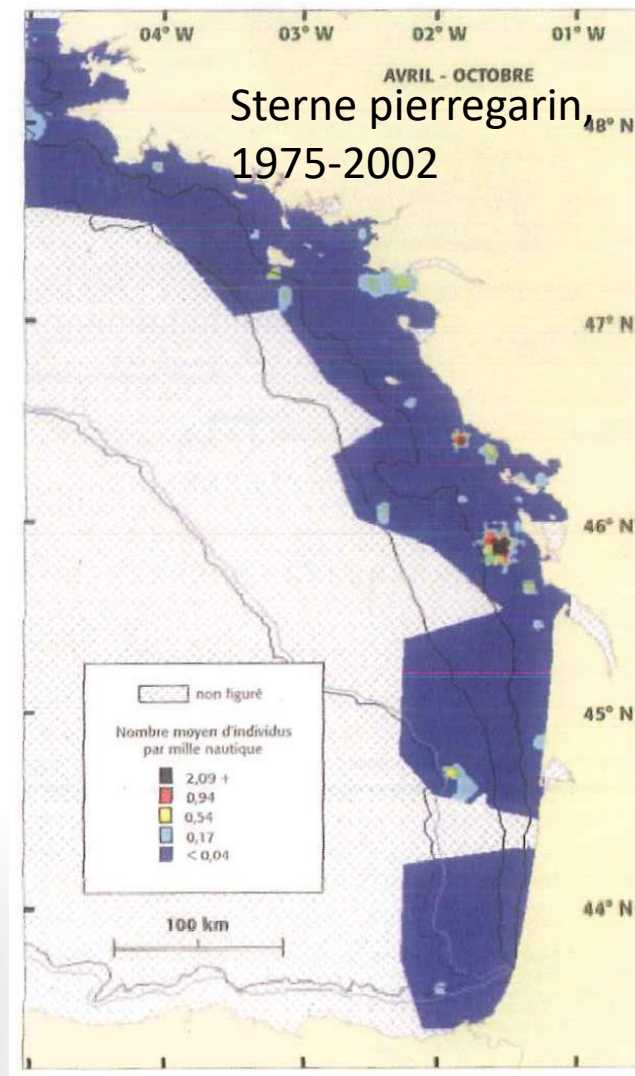 04° W 03° W 02° W 01° W
AVRIL - OCTOBRE
Sterne pierregarin,
1975-2002
48° N
47° N
46° N
45° N
44° N
non figuré
Nombre moyen d'individus
par mille nautique
2,09 +
0,94
0,54
0,17
< 0,04
100 km